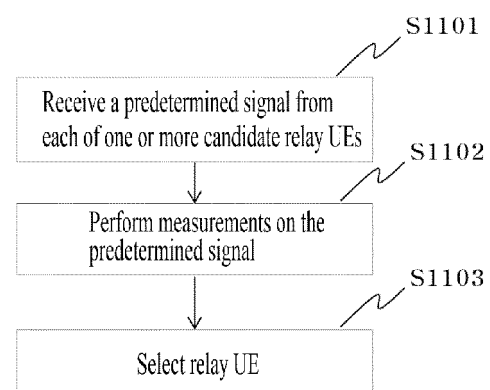 S1101
Receive a predetermined signal from
each of one or more candidate relay UEs
S1102
Perform measurements on the
predetermined signal
S1103
Select relay UE